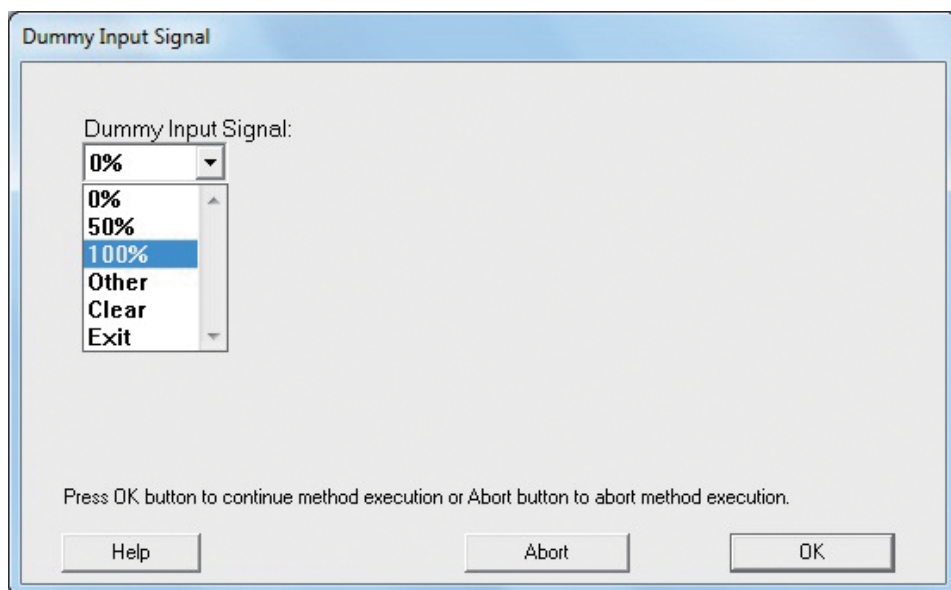 Dummy Input Signal
Dummy Input Signal:
0%
0%
50%
100%
Other
Clear
Exit
Press OK button to continue method execution or Abort button to abort method execution.
Help Abort OK